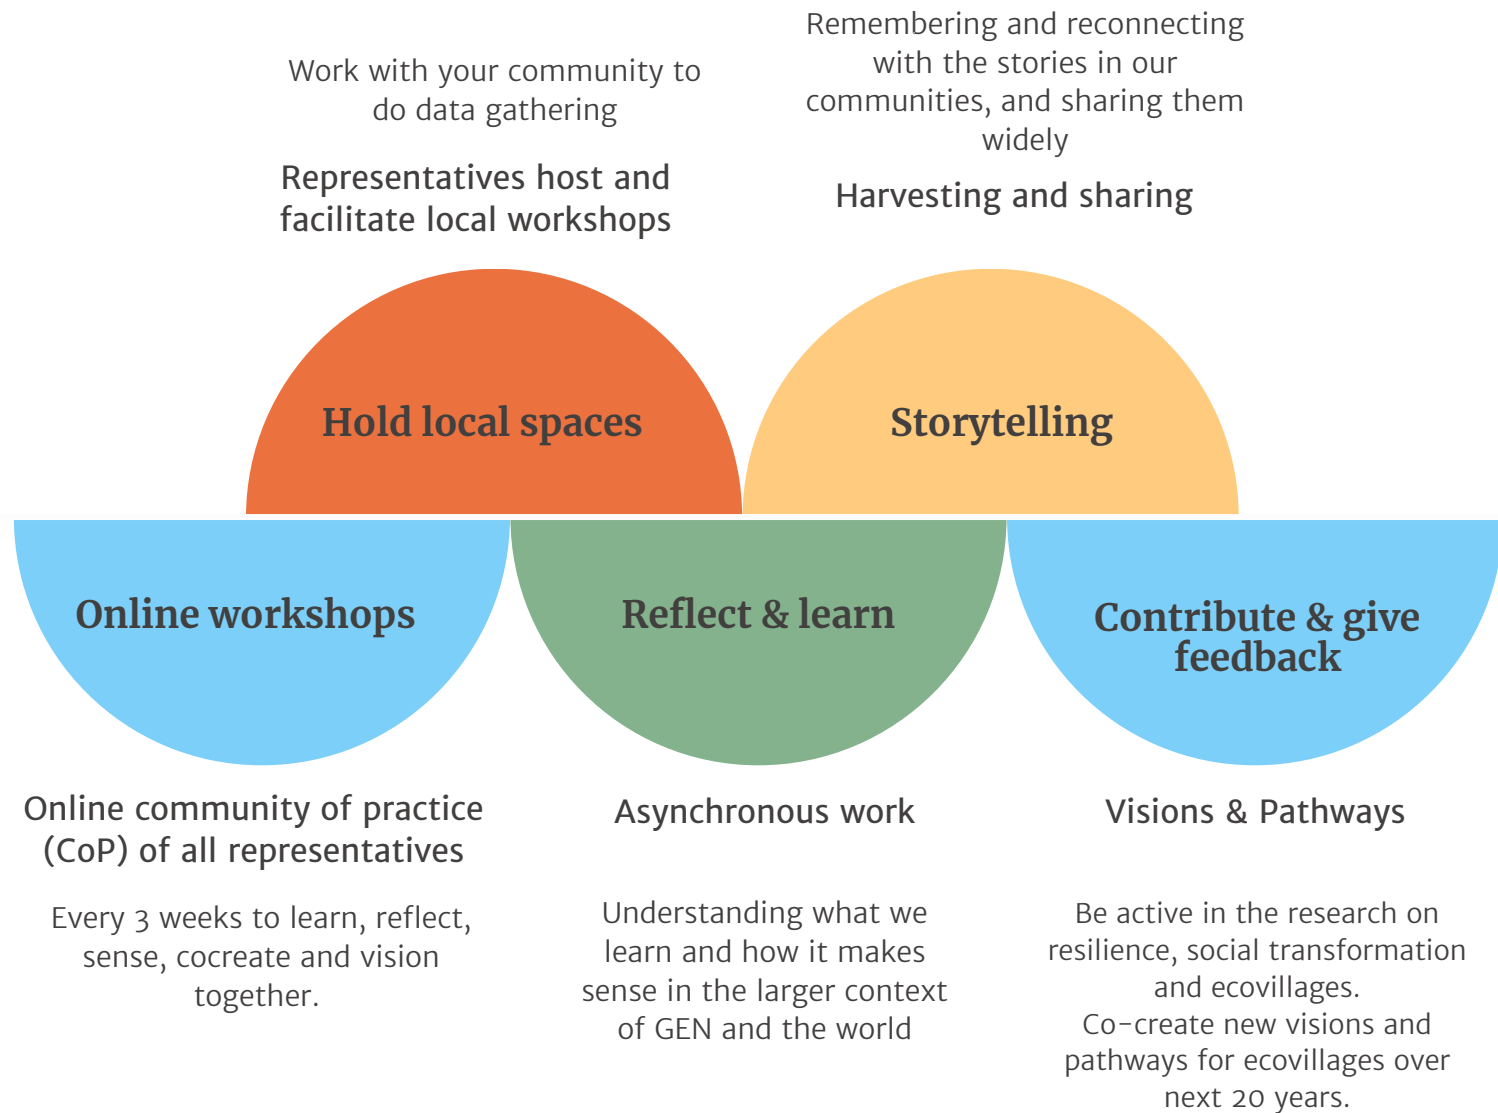 Work with your community to
do data gathering
Representatives host and
facilitate local workshops
Remembering and reconnecting
with the stories in our
communities, and sharing them
widely
Harvesting and sharing
Hold local spaces
Storytelling
Online workshops
Reflect & learn
Contribute & give
feedback
Online community of practice
(CoP) of all representatives
Every 3 weeks to learn, reflect,
sense, cocreate and vision
together.
Asynchronous work
Understanding what we
learn and how it makes
sense in the larger context
of GEN and the world
Visions & Pathways
Be active in the research on
resilience, social transformation
and ecovillages.
Co-create new visions and
pathways for ecovillages over
next 20 years.